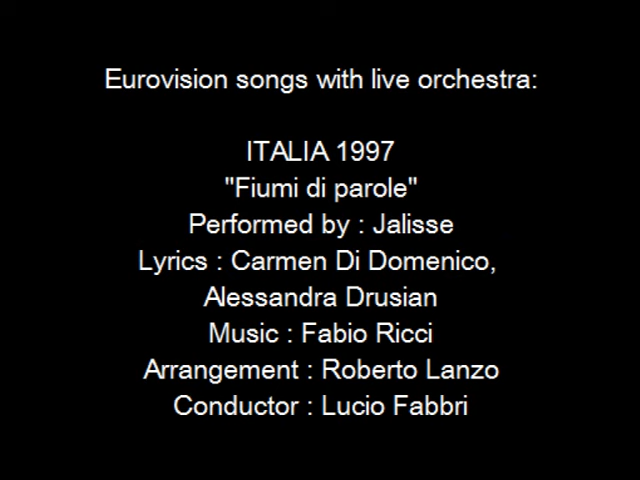 Eurovision songs with live orchestra:
ITALIA 1997
"Fiumi di parole"
Performed by : Jalisse
Lyrics : Carmen Di Domenico,
Alessandra Drusian
Music : Fabio Ricci
Arrangement : Roberto Lanzo
Conductor : Lucio Fabbri